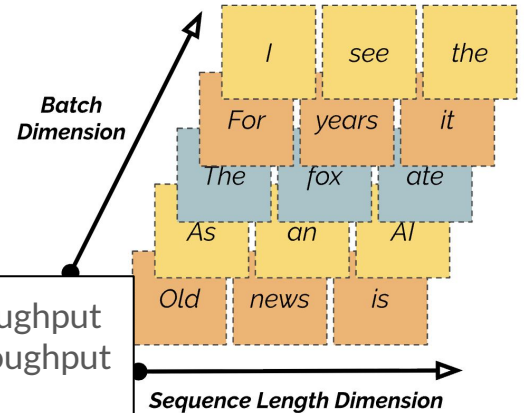 I see the
Batch
Dimension
For years it
The fox ate
As an AI
Old news is
Sequence Length Dimension